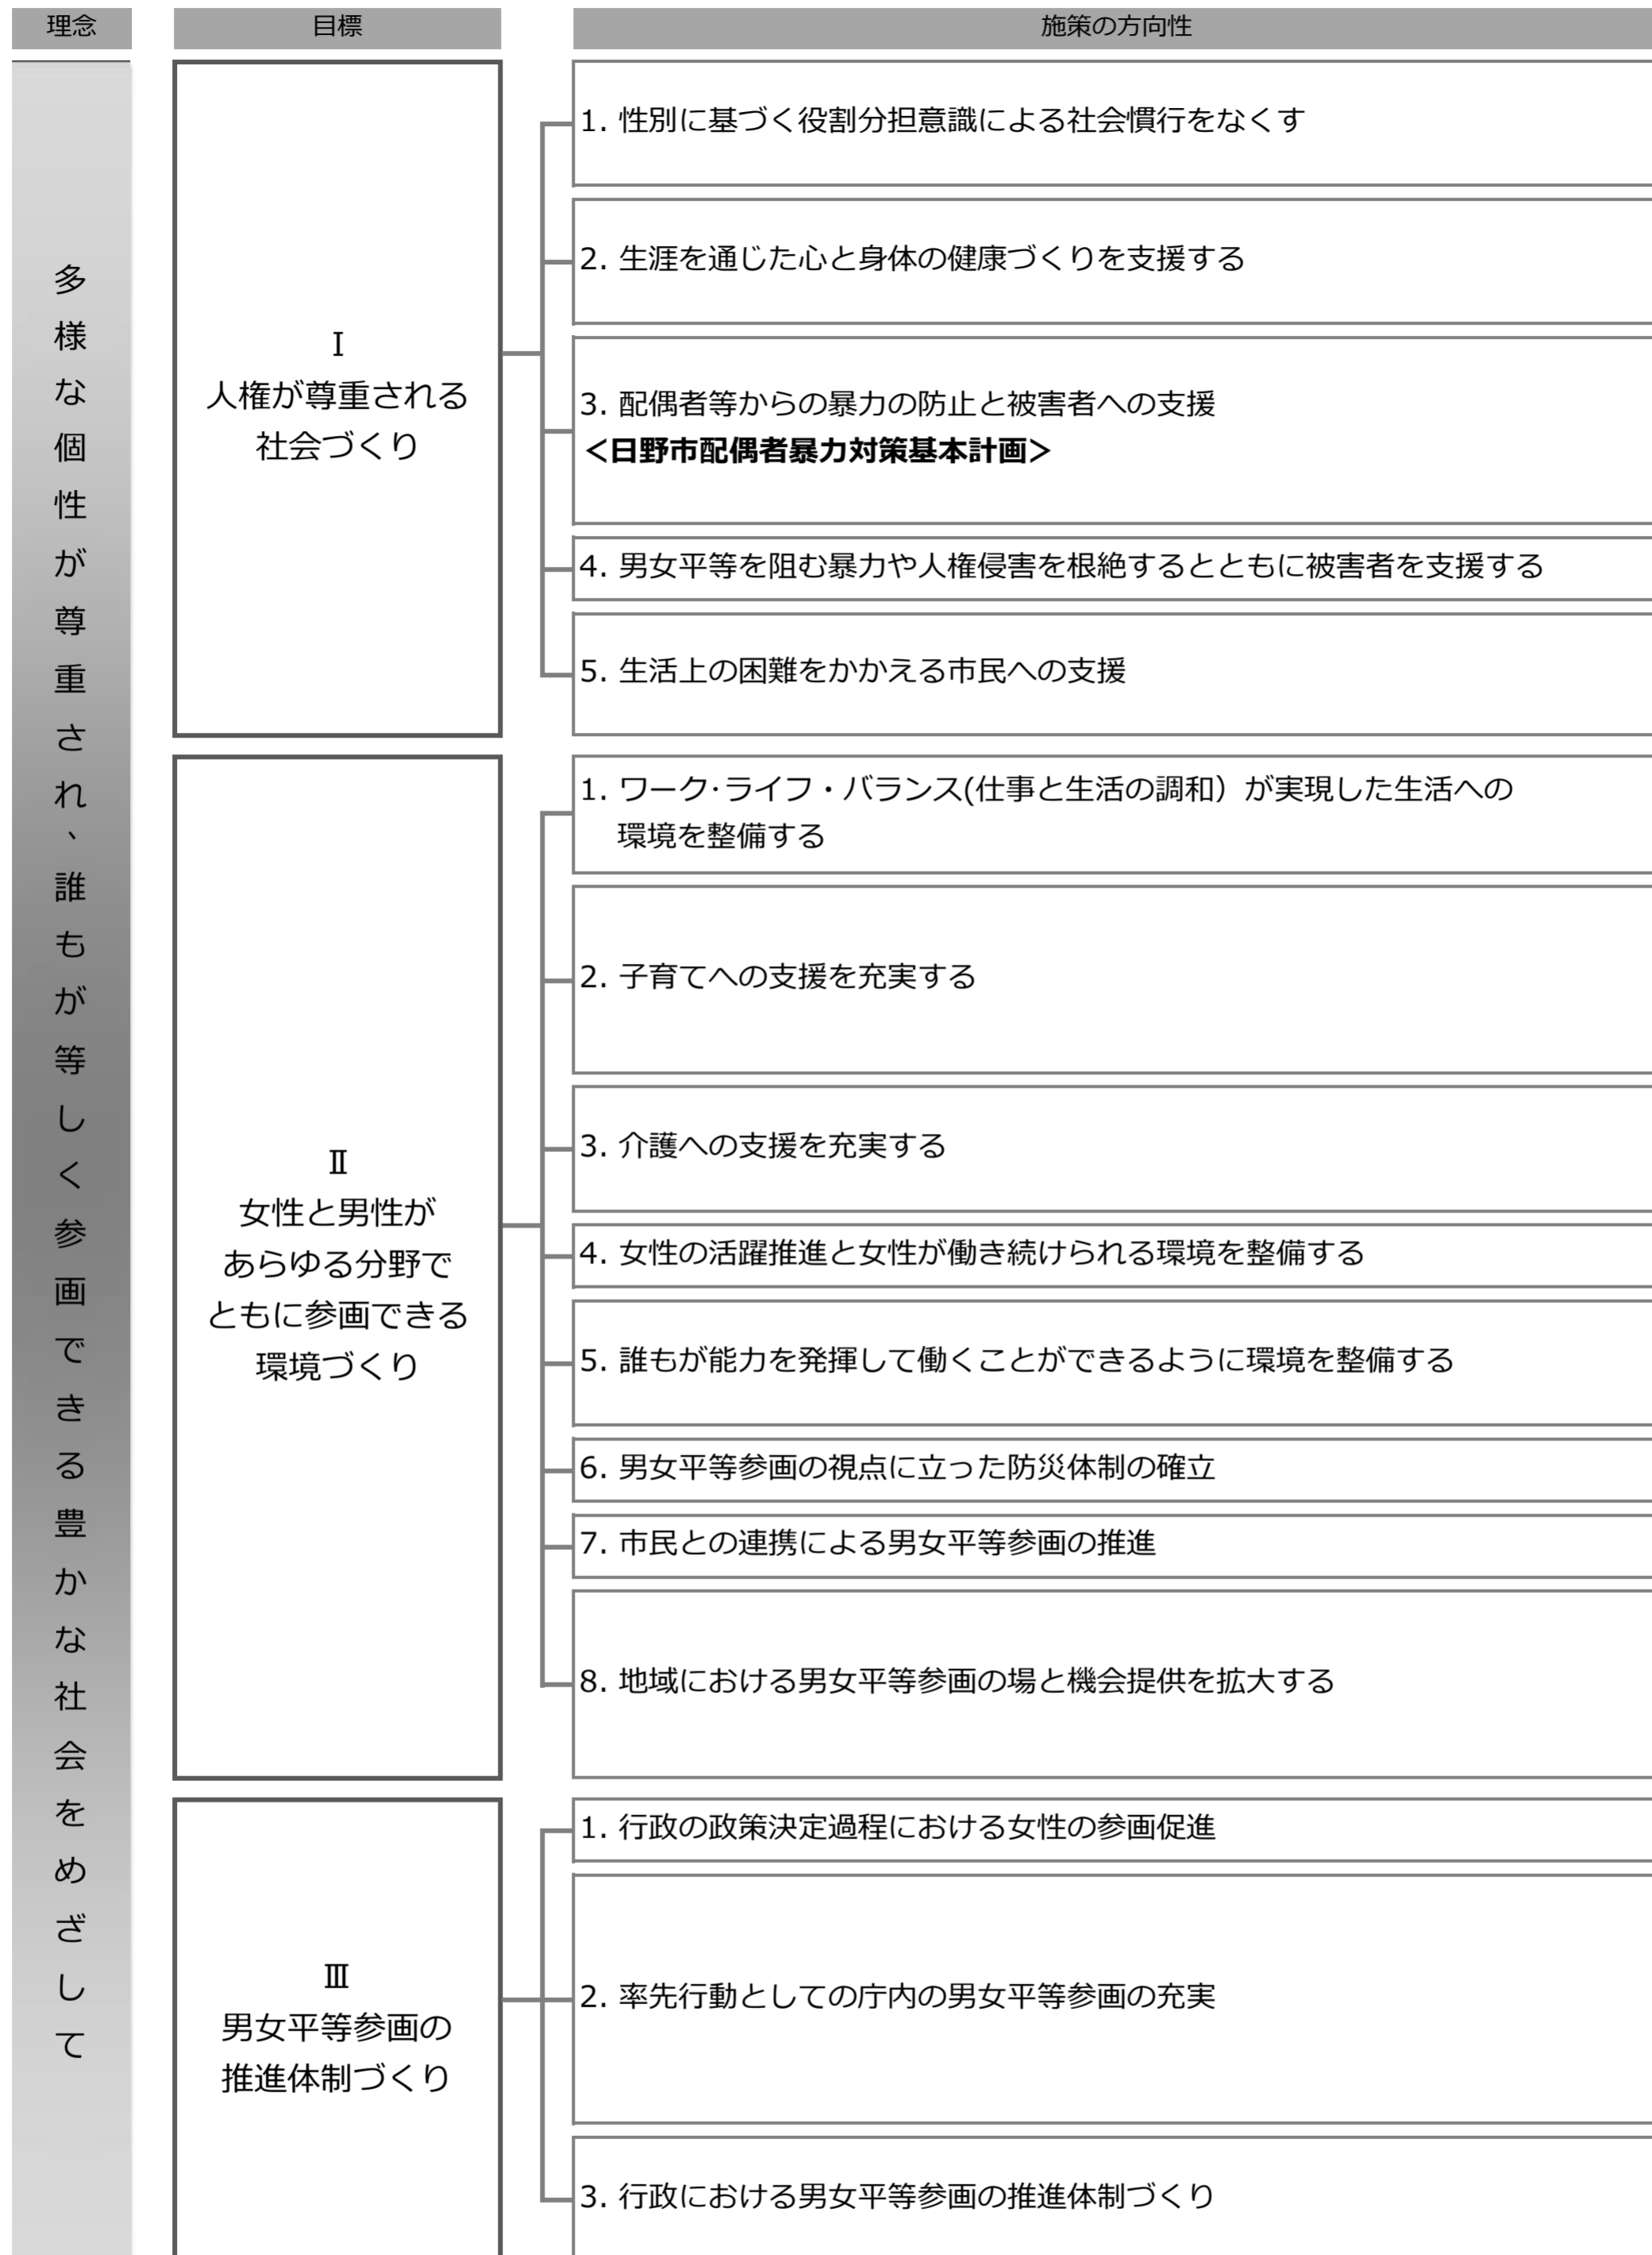 理念
目標
施策の方向性
多様な個性が尊重され、誰もが等しく参画できる豊かな社会をめざして
Ⅰ
人権が尊重される
社会づくり
1. 性別に基づく役割分担意識による社会慣行をなくす
2. 生涯を通じた心と身体の健康づくりを支援する
3. 配偶者等からの暴力の防止と被害者への支援
<日野市配偶者暴力対策基本計画>
4. 男女平等を阻む暴力や人権侵害を根絶するとともに被害者を支援する
5. 生活上の困難をかかえる市民への支援
Ⅱ
女性と男性が
あらゆる分野で
ともに参画できる
環境づくり
1. ワーク･ライフ・バランス(仕事と生活の調和）が実現した生活への
環境を整備する
2. 子育てへの支援を充実する
3. 介護への支援を充実する
4. 女性の活躍推進と女性が働き続けられる環境を整備する
5. 誰もが能力を発揮して働くことができるように環境を整備する
6. 男女平等参画の視点に立った防災体制の確立
7. 市民との連携による男女平等参画の推進
8. 地域における男女平等参画の場と機会提供を拡大する
Ⅲ
男女平等参画の
推進体制づくり
1. 行政の政策決定過程における女性の参画促進
2. 率先行動としての庁内の男女平等参画の充実
3. 行政における男女平等参画の推進体制づくり